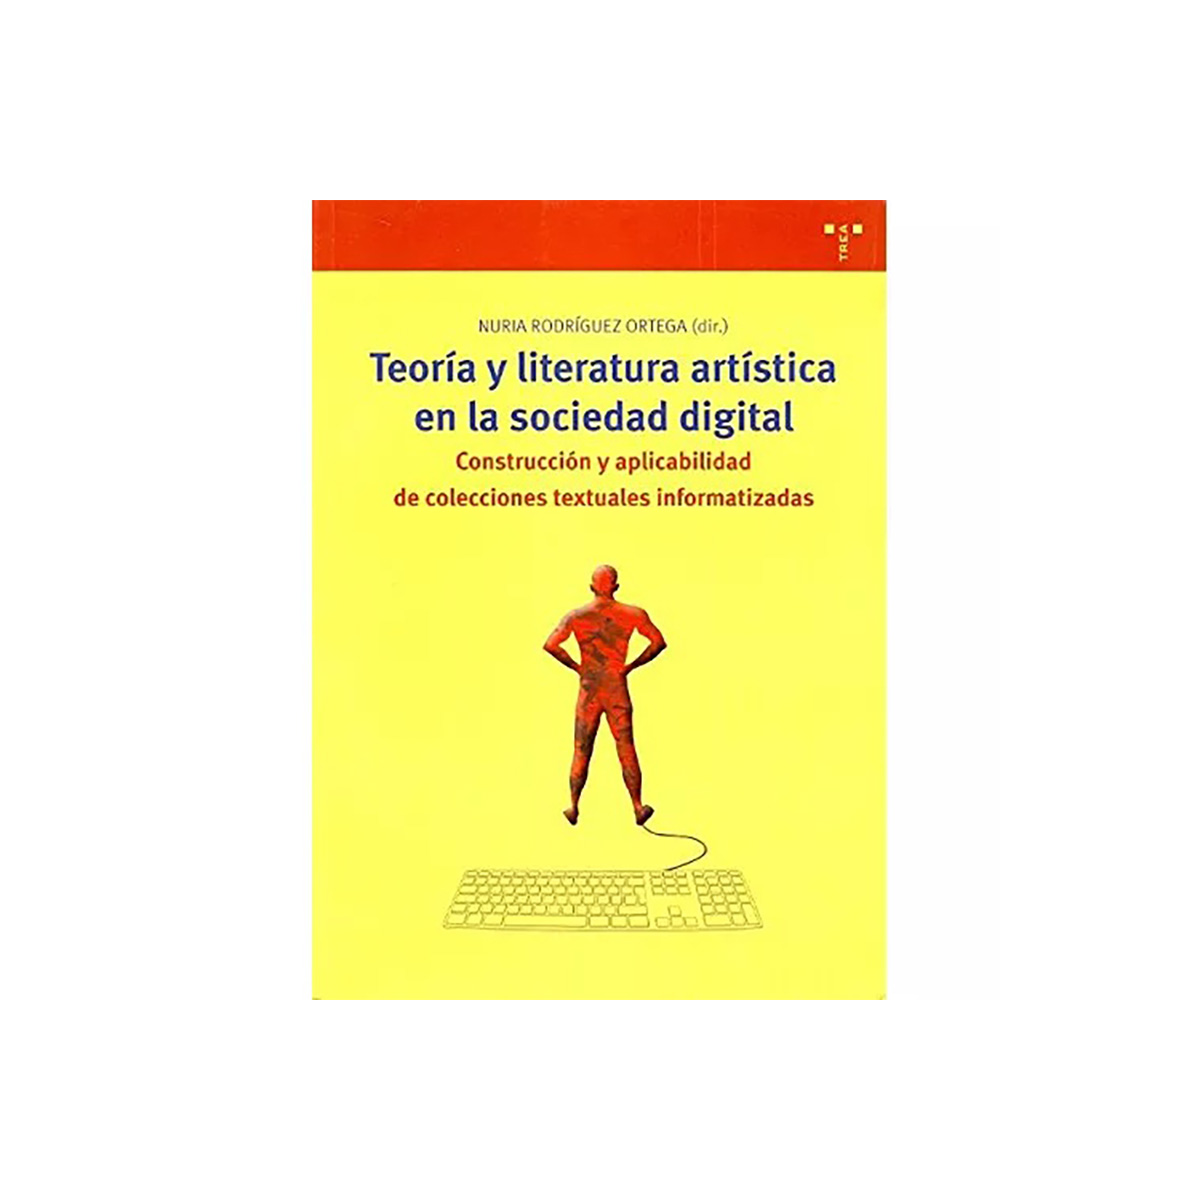 TREA
NURIA RODRÍGUEZ ORTEGA (dir.)
Teoría y literatura artística
en la sociedad digital
Construcción y aplicabilidad
de colecciones textuales informatizadas